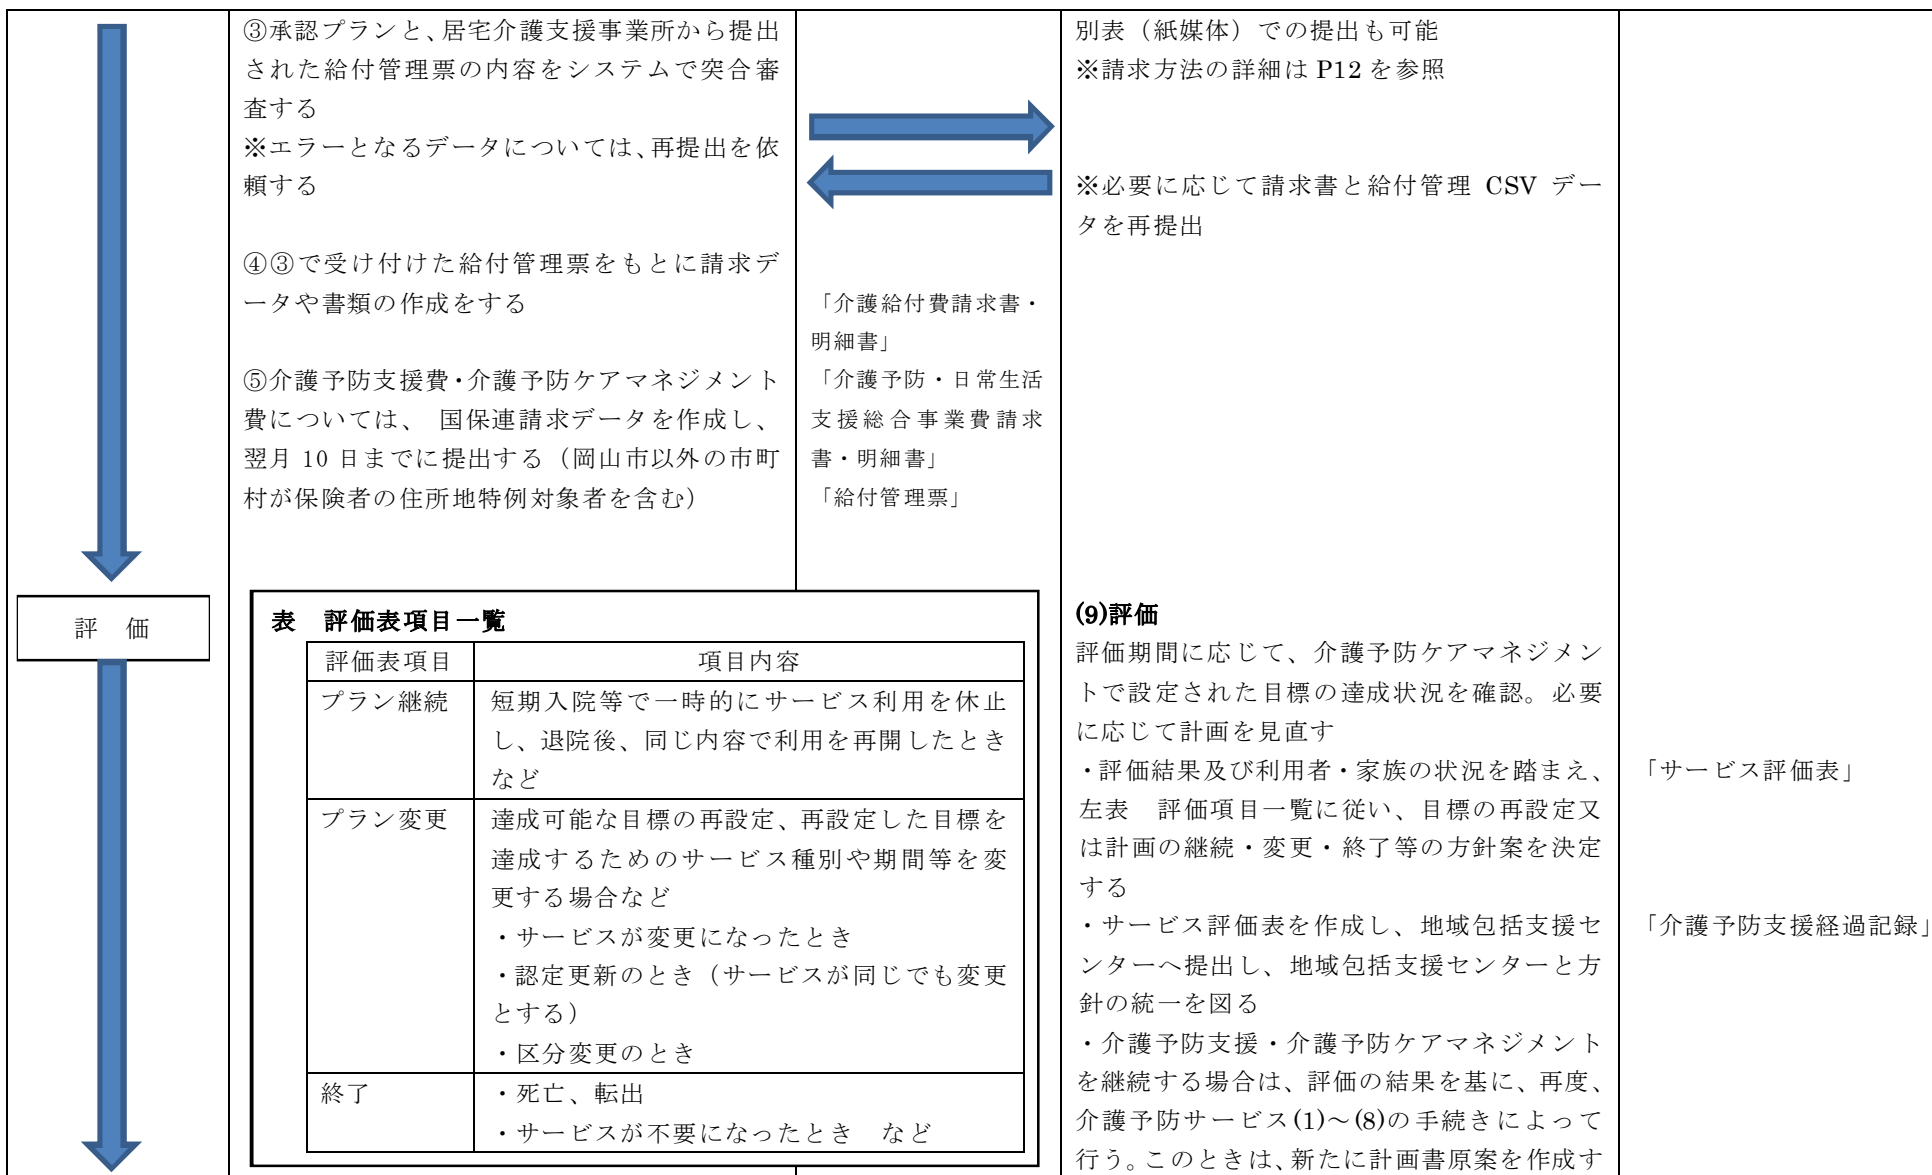 ③承認プランと、居宅介護支援事業所から提出
された給付管理票の内容をシステムで突合審
査する
※エラーとなるデータについては、再提出を依
頼する
④③で受け付けた給付管理票をもとに請求デ
ータや書類の作成をする
⑤介護予防支援費・介護予防ケアマネジメント
費については、 国保連請求データを作成し、
翌月 10 日までに提出する（岡山市以外の市町
村が保険者の住所地特例対象者を含む）
「介護給付費請求書・
明細書」
「介護予防・日常生活
支援総合事業費請求
書・明細書」
「給付管理票」
別表（紙媒体）での提出も可能
※請求方法の詳細は P12 を参照
※必要に応じて請求書と給付管理 CSV デー
タを再提出
評 価
表 評価表項目一覧
評価表項目 項目内容
プラン継続 短期入院等で一時的にサービス利用を休止
し、退院後、同じ内容で利用を再開したとき
など
プラン変更 達成可能な目標の再設定、再設定した目標を
達成するためのサービス種別や期間等を変
更する場合など
・サービスが変更になったとき
・認定更新のとき（サービスが同じでも変更
とする）
・区分変更のとき
終了 ・死亡、転出
・サービスが不要になったとき など
(9)評価
評価期間に応じて、介護予防ケアマネジメン
トで設定された目標の達成状況を確認。必要
に応じて計画を見直す
・評価結果及び利用者・家族の状況を踏まえ、
左表 評価項目一覧に従い、目標の再設定又
は計画の継続・変更・終了等の方針案を決定
する
・サービス評価表を作成し、地域包括支援セ
ンターへ提出し、地域包括支援センターと方
針の統一を図る
・介護予防支援・介護予防ケアマネジメント
を継続する場合は、評価の結果を基に、再度、
介護予防サービス(1)～(8)の手続きによって
行う。このときは、新たに計画書原案を作成す
「サービス評価表」
「介護予防支援経過記録」